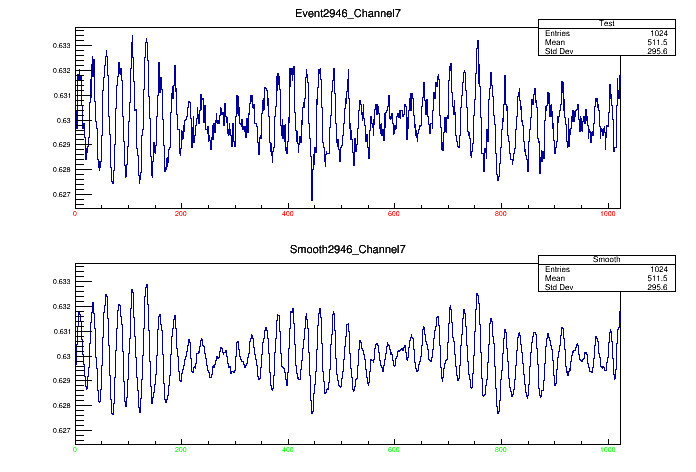 Event2946_Channel7
Test
Entries 1024
Mean 511.5
Std Dev 295.6
0.633
0.632
0.631
0.63
0.629
0.628
0.627
0 200 400 600 800 1000
Smooth2946_Channel7
Smooth
Entries 1024
Mean 511.5
Std Dev 295.6
0.633
0.632
0.631
0.63
0.629
0.628
0.627
0 200 400 600 800 1000